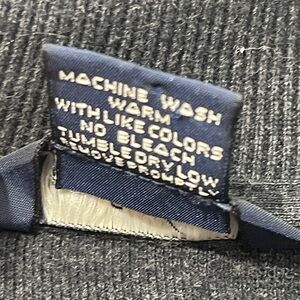 MACHINE WASH
WARM
WITH LIKE COLORS
NO BLEACH
TUMBLE DRY LOW
REMOVE PROMPTLY